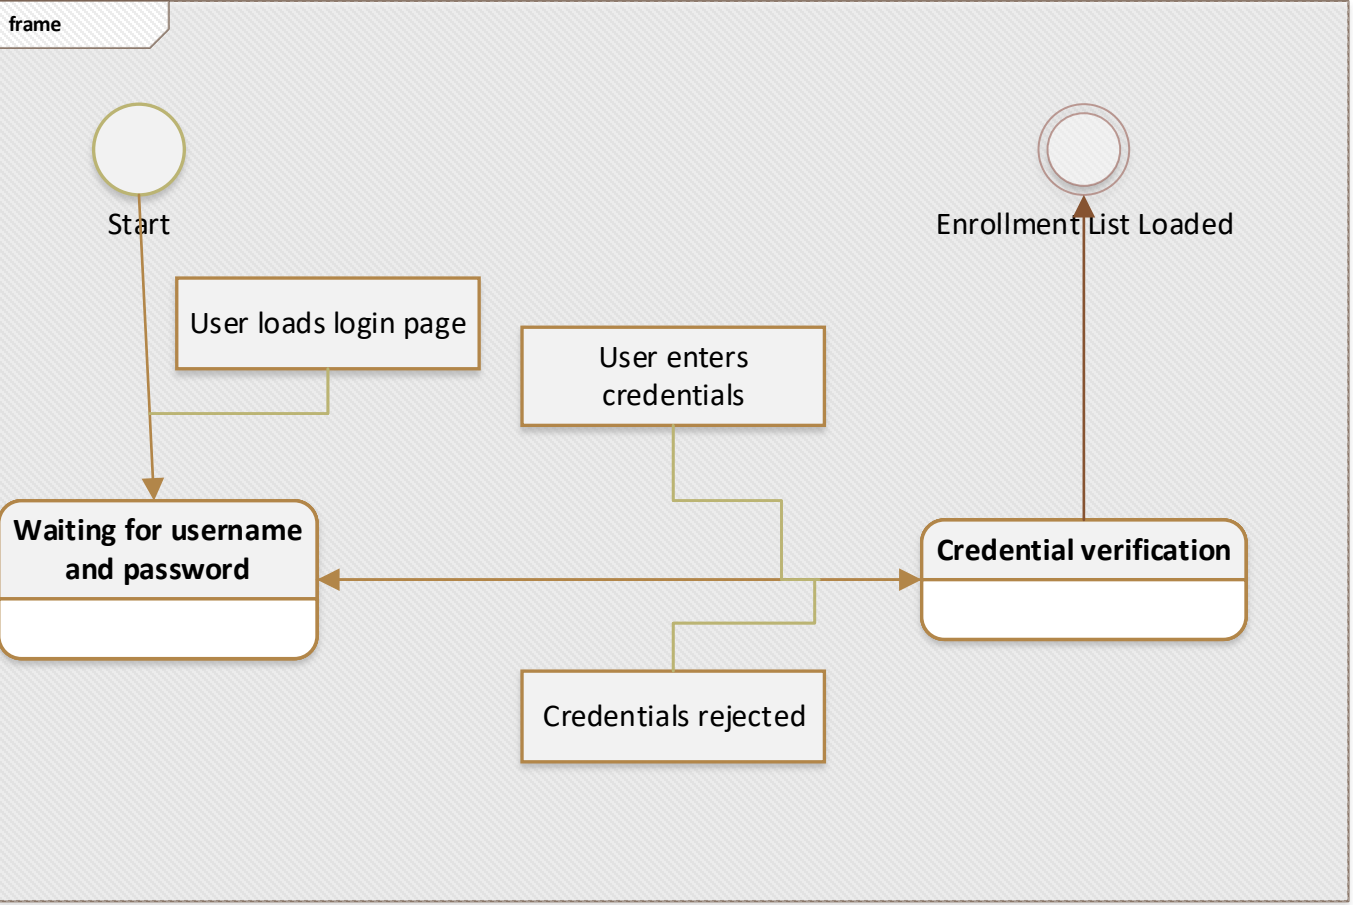 frame
Start
Enrollment List Loaded
User loads login page
User enters
credentials
Waiting for username
and password
Credential verification
Credentials rejected